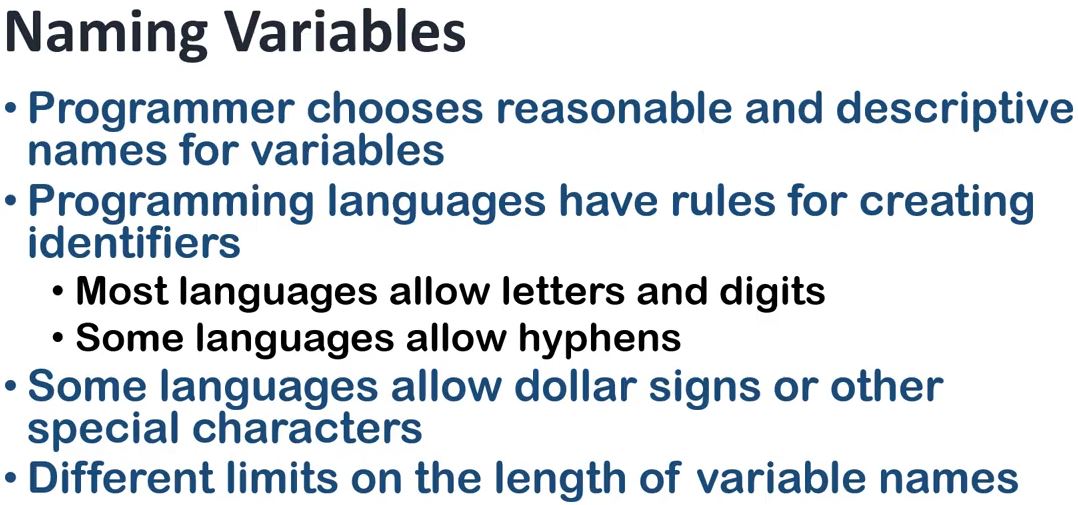 Naming Variables
• Programmer chooses reasonable and descriptive
names for variables
• Programming languages have rules for creating
identifiers
• Most languages allow letters and digits
• Some languages allow hyphens
• Some languages allow dollar signs or other
special characters
• Different limits on the length of variable names